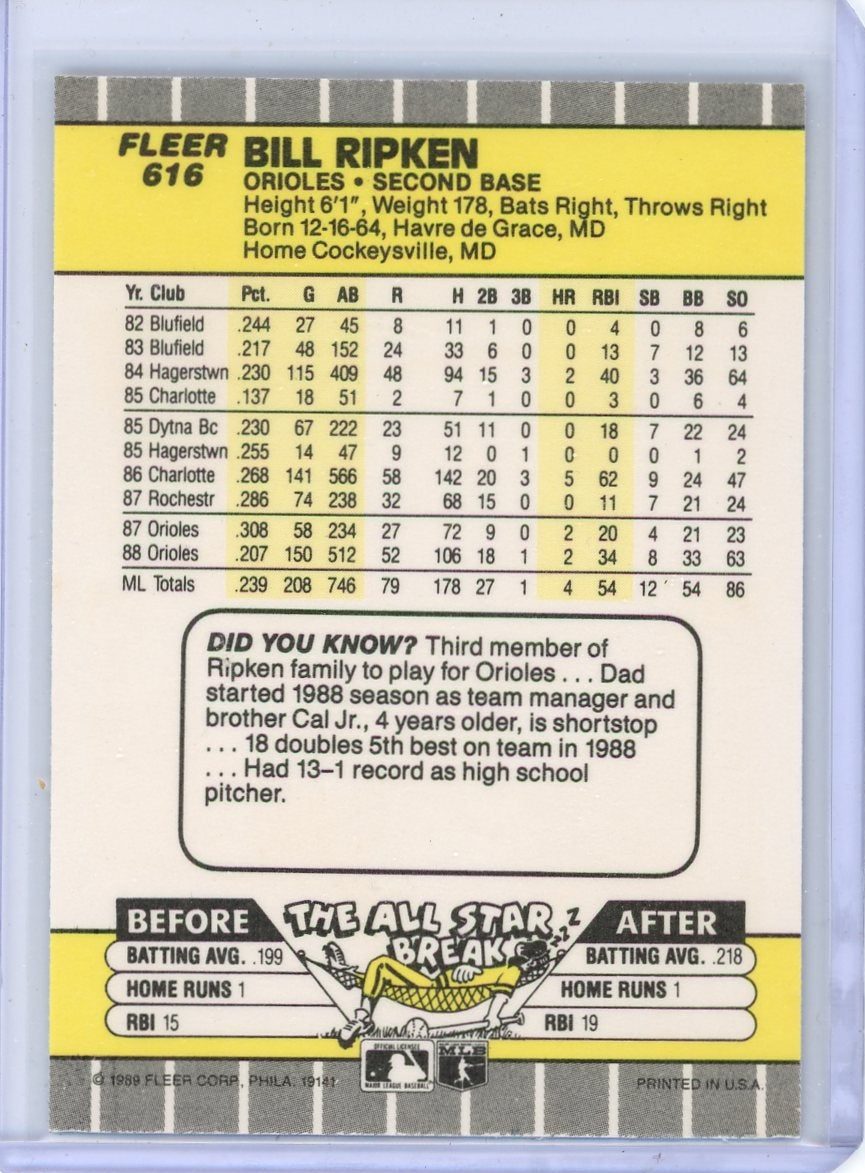 FLEER
616
BILL RIPKEN
ORIOLES • SECOND BASE
Height 6'1", Weight 178, Bats Right, Throws Right
Born 12-16-64, Havre de Grace, MD
Home Cockeysville, MD
Yr. Club Pct. G AB R H 2B 3B HR RBI SB BB SO
82 Blufield .244 27 45 8 11 1 0 0 4 0 8 6
83 Blufield .217 48 152 24 33 6 0 0 13 7 12 13
84 Hagerstwn .230 115 409 48 94 15 3 2 40 3 36 64
85 Charlotte .137 18 51 2 7 1 0 0 3 0 6 4
85 Dytna Bc .230 67 222 23 51 11 0 0 18 7 22 24
85 Hagerstwn .255 14 47 9 12 0 1 0 0 0 1 2
86 Charlotte .268 141 566 58 142 20 3 5 62 9 24 47
87 Rochestr .286 74 238 32 68 15 0 0 11 7 21 24
87 Orioles .308 58 234 27 72 9 0 2 20 4 21 23
88 Orioles .207 150 512 52 106 18 1 2 34 8 33 63
ML Totals .239 208 746 79 178 27 1 4 54 12 54 86
DID YOU KNOW? Third member of
Ripken family to play for Orioles . . . Dad
started 1988 season as team manager and
brother Cal Jr., 4 years older, is shortstop
. . . 18 doubles 5th best on team in 1988
. . . Had 13–1 record as high school
pitcher.
THE ALL STAR
BREAK
ZZZ
BEFORE
BATTING AVG. .199
HOME RUNS 1
RBI 15
AFTER
BATTING AVG. .218
HOME RUNS 1
RBI 19
OFFICIAL LICENSEE
MAJOR LEAGUE BASEBALL
MLB
© 1989 FLEER CORP., PHILA. 19141
PRINTED IN U.S.A.